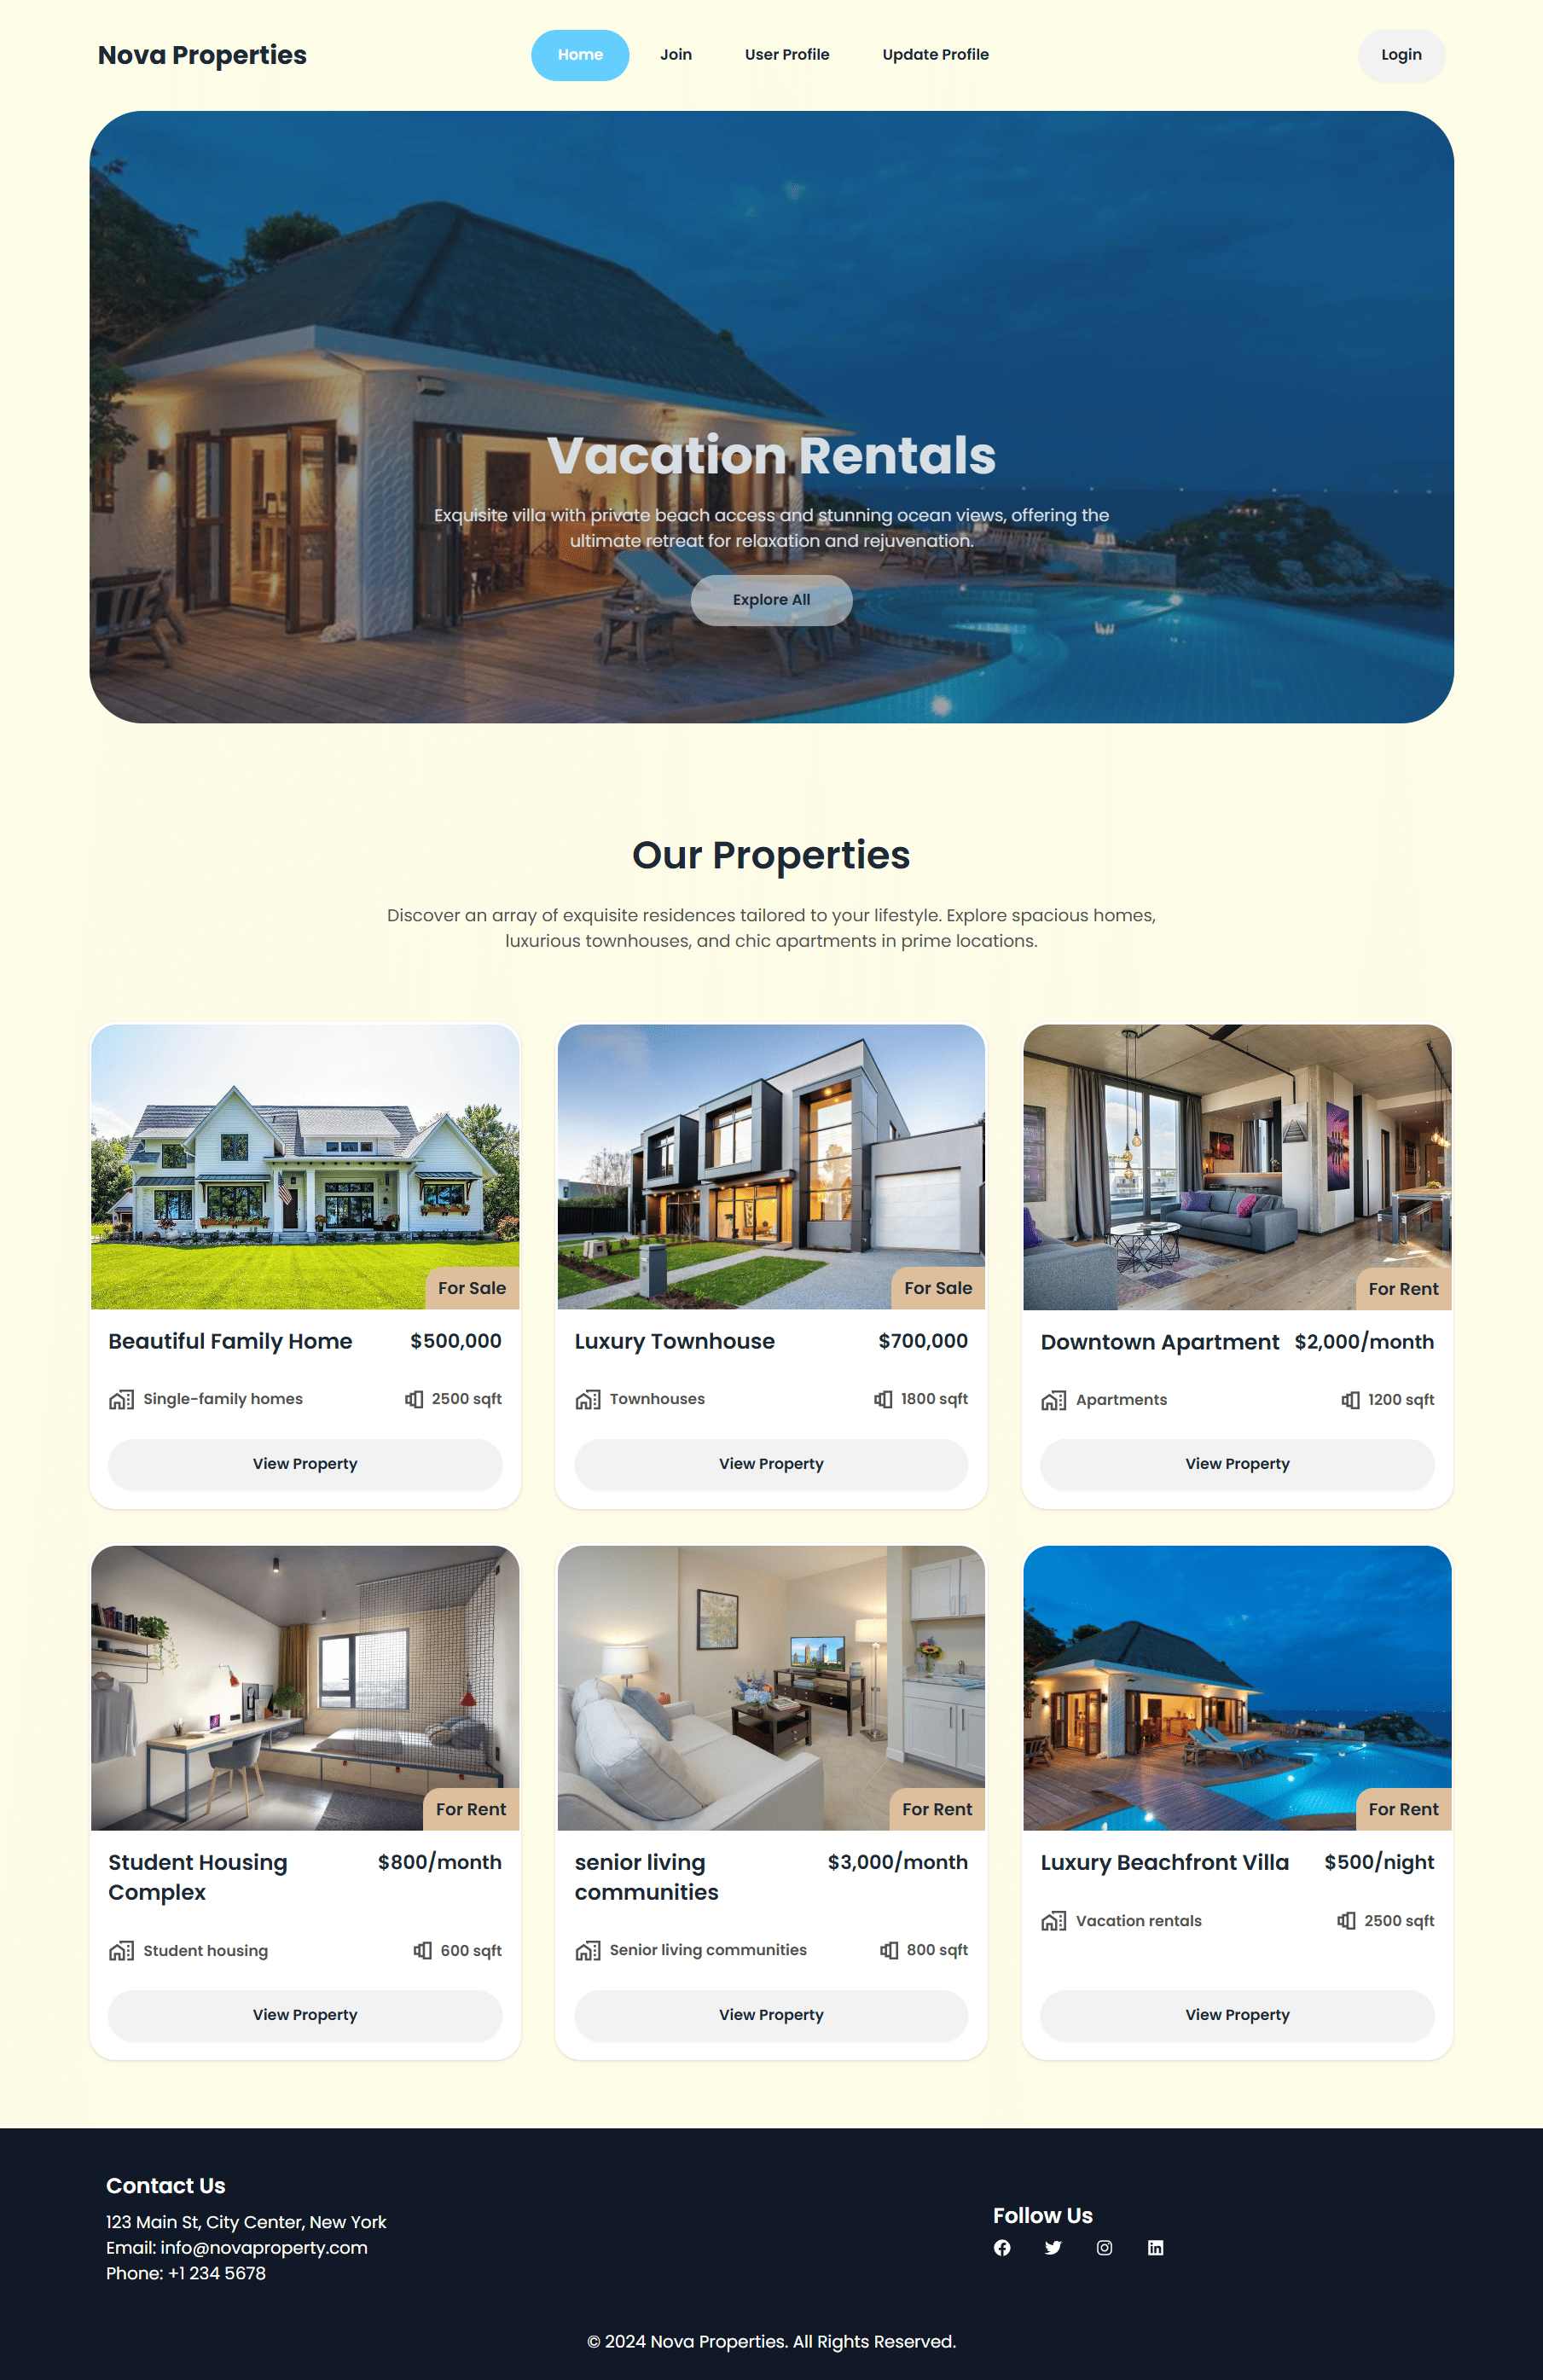 Nova Properties
Home
Join
User Profile
Update Profile
Login
Vacation Rentals
Exquisite villa with private beach access and stunning ocean views, offering the
ultimate retreat for relaxation and rejuvenation.
Explore All
Our Properties
Discover an array of exquisite residences tailored to your lifestyle. Explore spacious homes,
luxurious townhouses, and chic apartments in prime locations.
For Sale
Beautiful Family Home
$500,000
Single-family homes
2500 sqft
View Property
For Sale
Luxury Townhouse
$700,000
Townhouses
1800 sqft
View Property
For Rent
Downtown Apartment
$2,000/month
Apartments
1200 sqft
View Property
For Rent
Student Housing
Complex
$800/month
Student housing
600 sqft
View Property
For Rent
senior living
communities
$3,000/month
Senior living communities
800 sqft
View Property
For Rent
Luxury Beachfront Villa
$500/night
Vacation rentals
2500 sqft
View Property
Contact Us
123 Main St, City Center, New York
Email: info@novaproperty.com
Phone: +1 234 5678
Follow Us
© 2024 Nova Properties. All Rights Reserved.